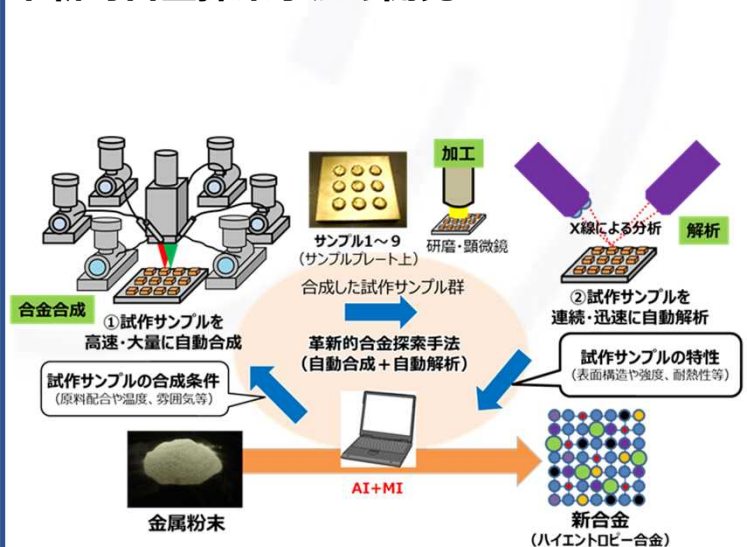 加工
サンプル1～9
(サンプルプレート上)
研磨・顕微鏡
X線による分析
解析
合金合成
①試作サンプルを
高速・大量に自動合成
合成した試作サンプル群
②試作サンプルを
連続・迅速に自動解析
革新的合金探索手法
(自動合成＋自動解析)
試作サンプルの合成条件
(原料配合や温度、雰囲気等)
試作サンプルの特性
(表面構造や強度、耐熱性等)
AI+MI
金属粉末
新合金
(ハイエントロピー合金)